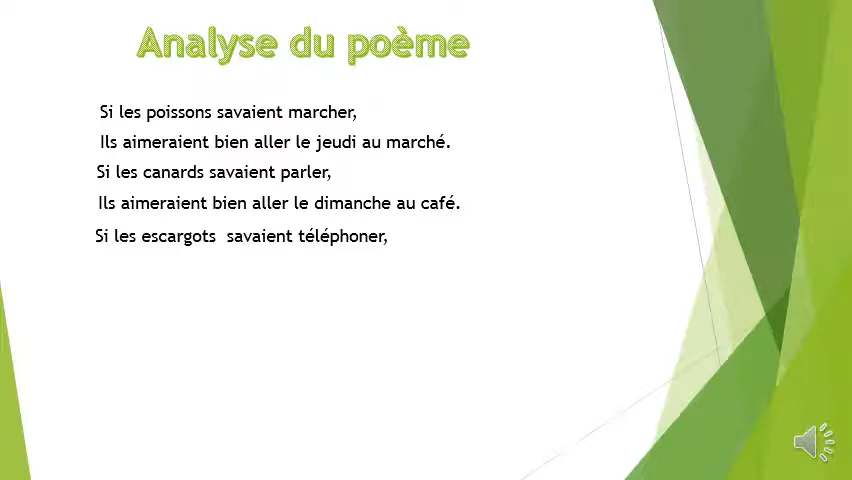 Analyse du poème
Si les poissons savaient marcher,
Ils aimeraient bien aller le jeudi au marché.
Si les canards savaient parler,
Ils aimeraient bien aller le dimanche au café.
Si les escargots savaient téléphoner,